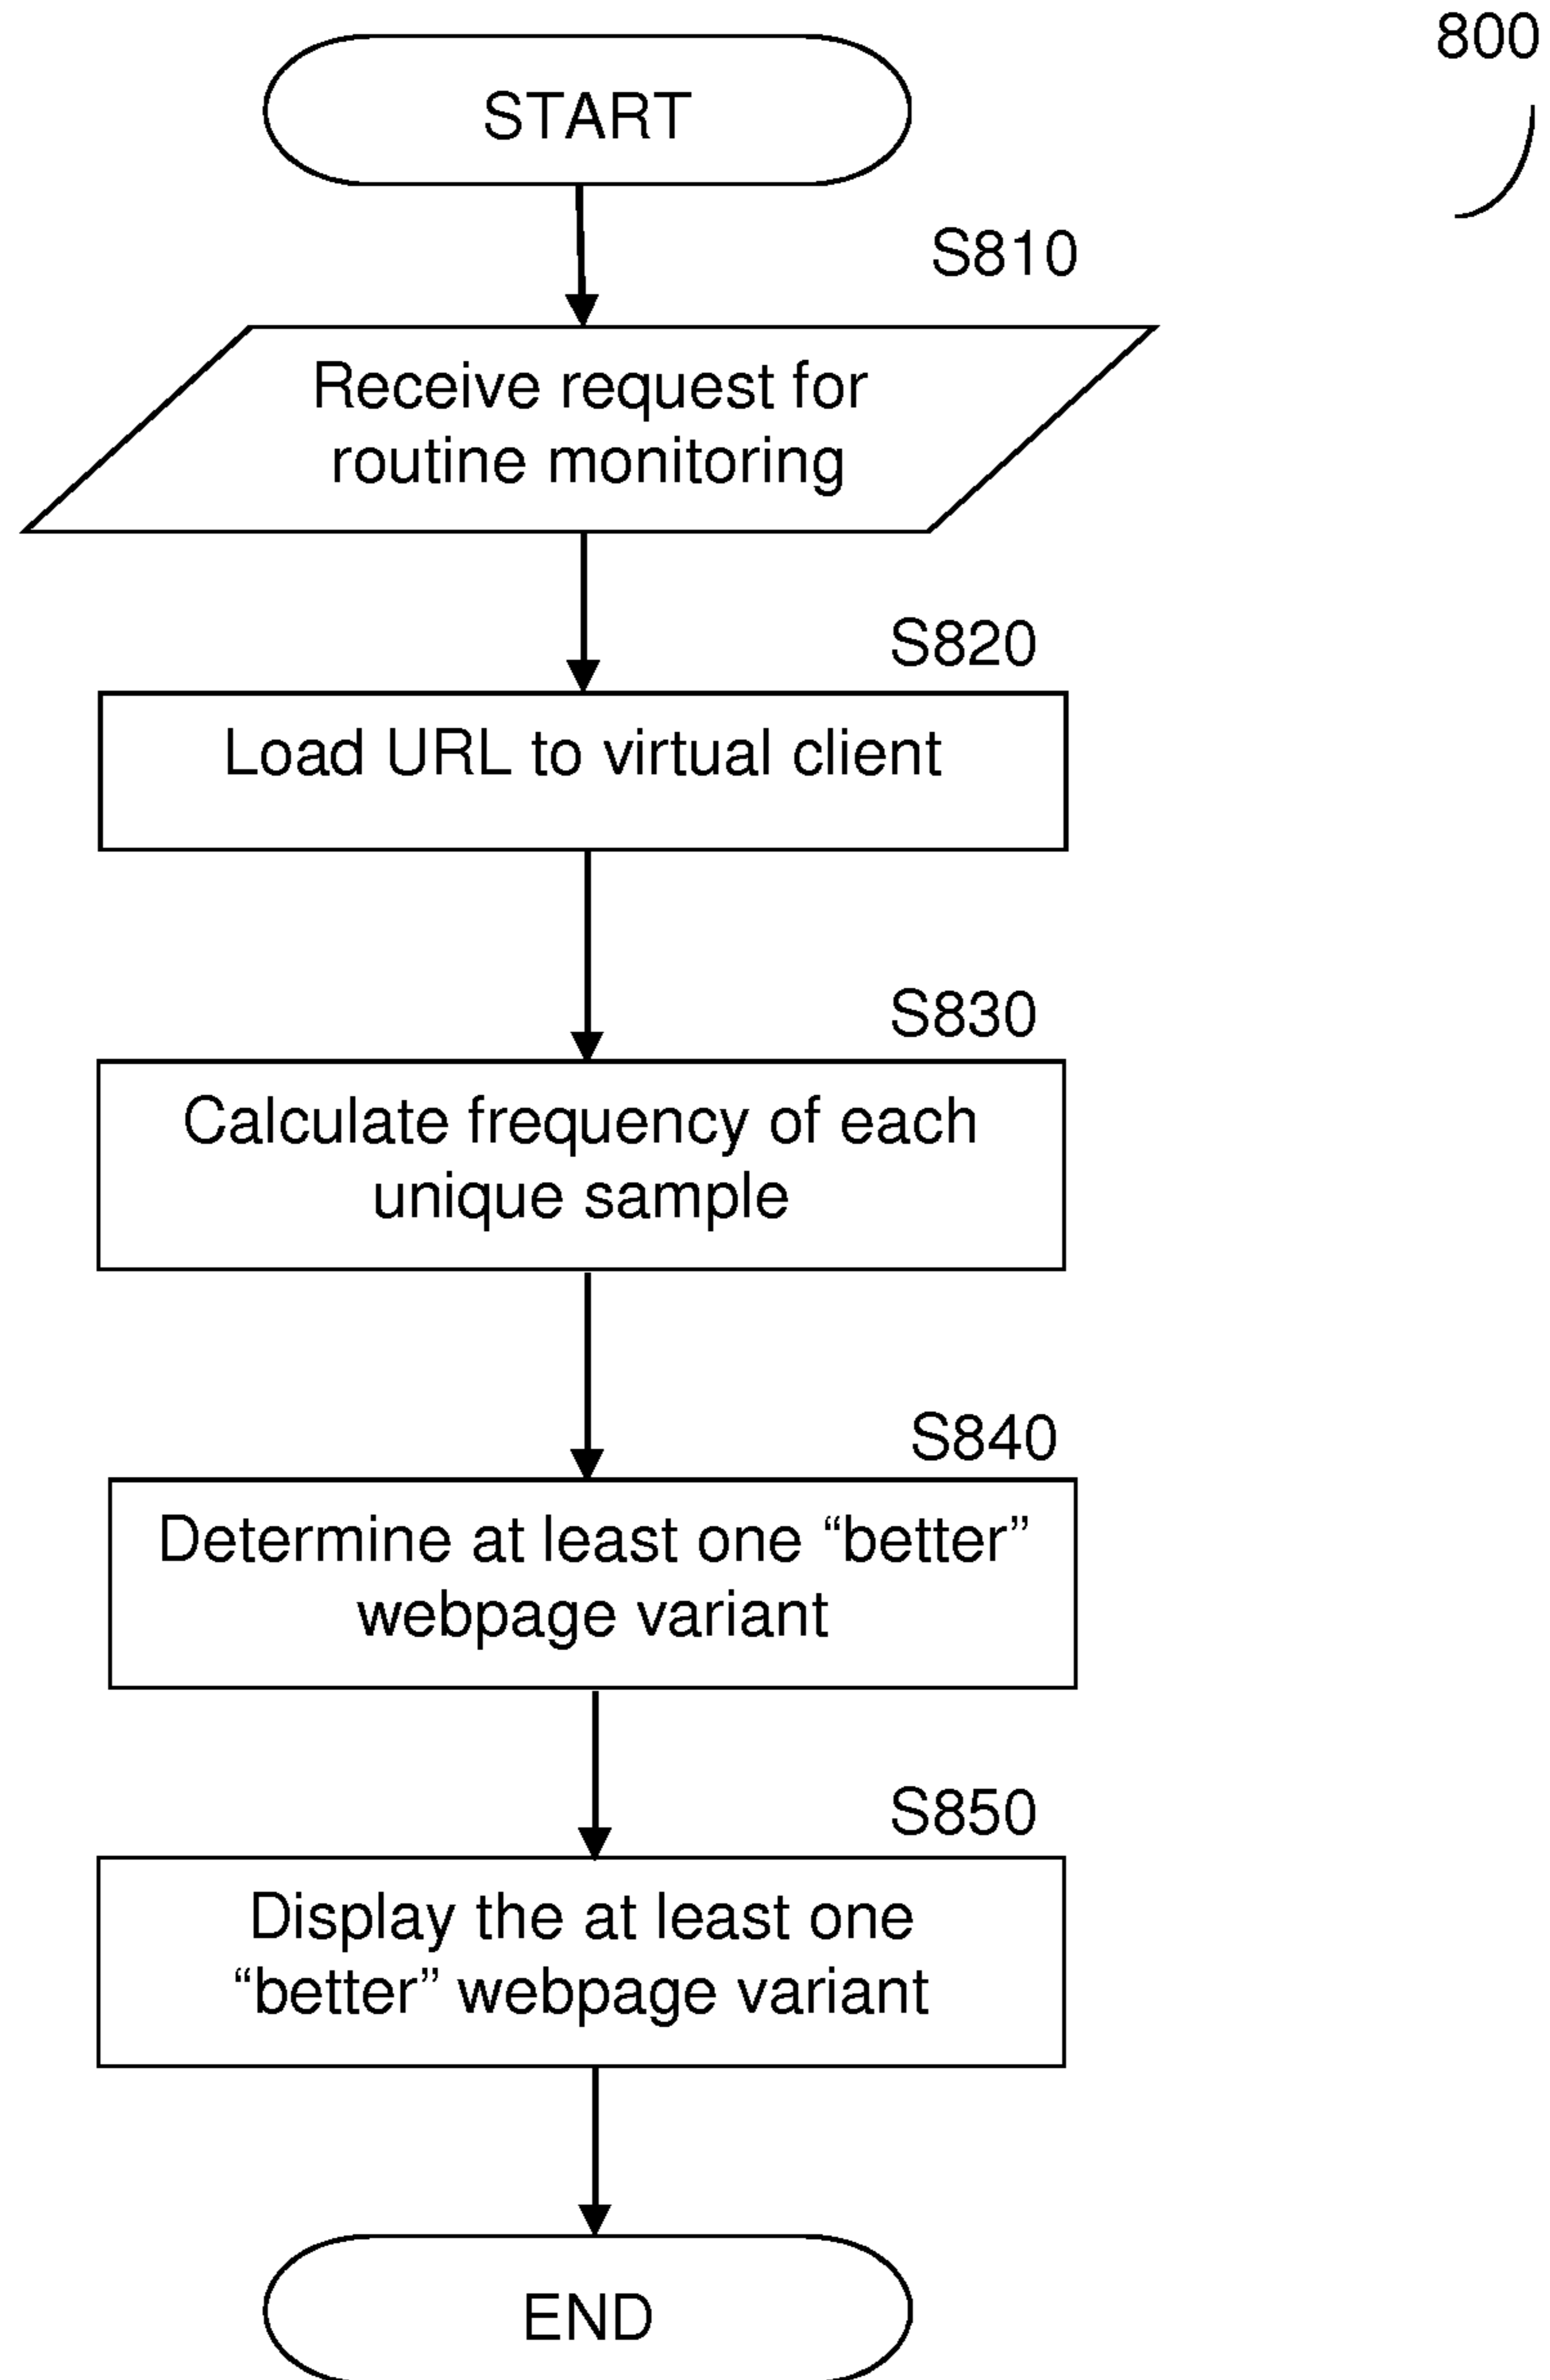 800
START
S810
Receive request for
routine monitoring
S820
Load URL to virtual client
S830
Calculate frequency of each
unique sample
S840
Determine at least one “better”
webpage variant
S850
Display the at least one
“better” webpage variant
END